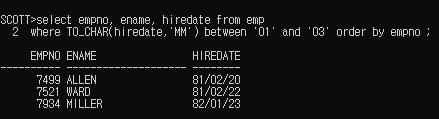 SCOTT>select empno, ename, hiredate from emp
2 where TO_CHAR(hiredate,'MM') between '01' and '03' order by empno ;
EMPNO ENAME HIREDATE
---------- -------------------- --------
7499 ALLEN 81/02/20
7521 WARD 81/02/22
7934 MILLER 82/01/23